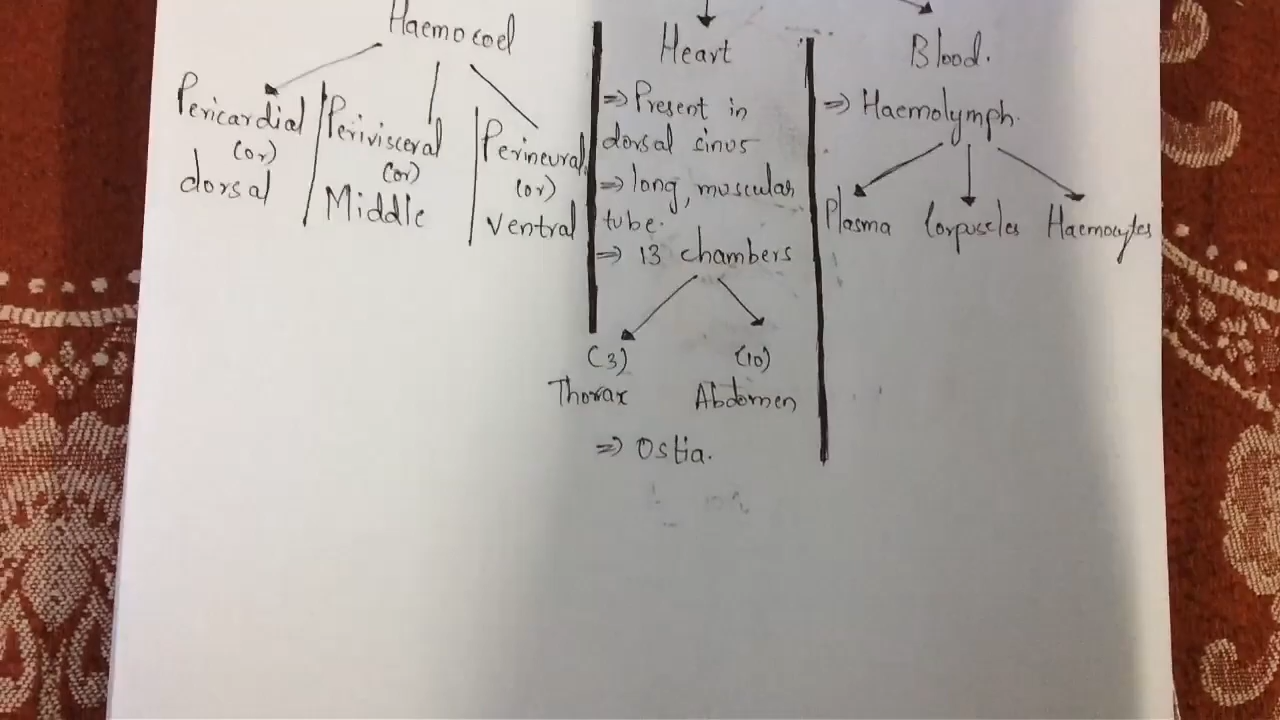 Haemocoel
Pericardial
(or)
dorsal
Perivisceral
(or)
Middle
Perineural
(or)
ventral
Heart
⇒ Present in
dorsal sinus
⇒ long, muscular
tube.
⇒ 13 chambers
(3)
Thorax
(10)
Abdomen
⇒ Ostia.
Blood.
⇒ Haemolymph.
Plasma
Corpuscles
Haemocytes